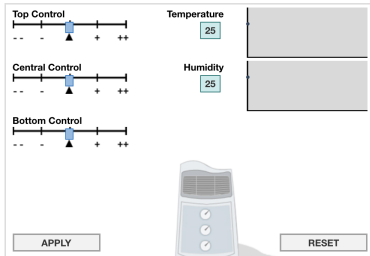 Top Control
-- - ▲ + ++
Central Control
-- - ▲ + ++
Bottom Control
-- - ▲ + ++
Temperature
25
Humidity
25
APPLY
RESET